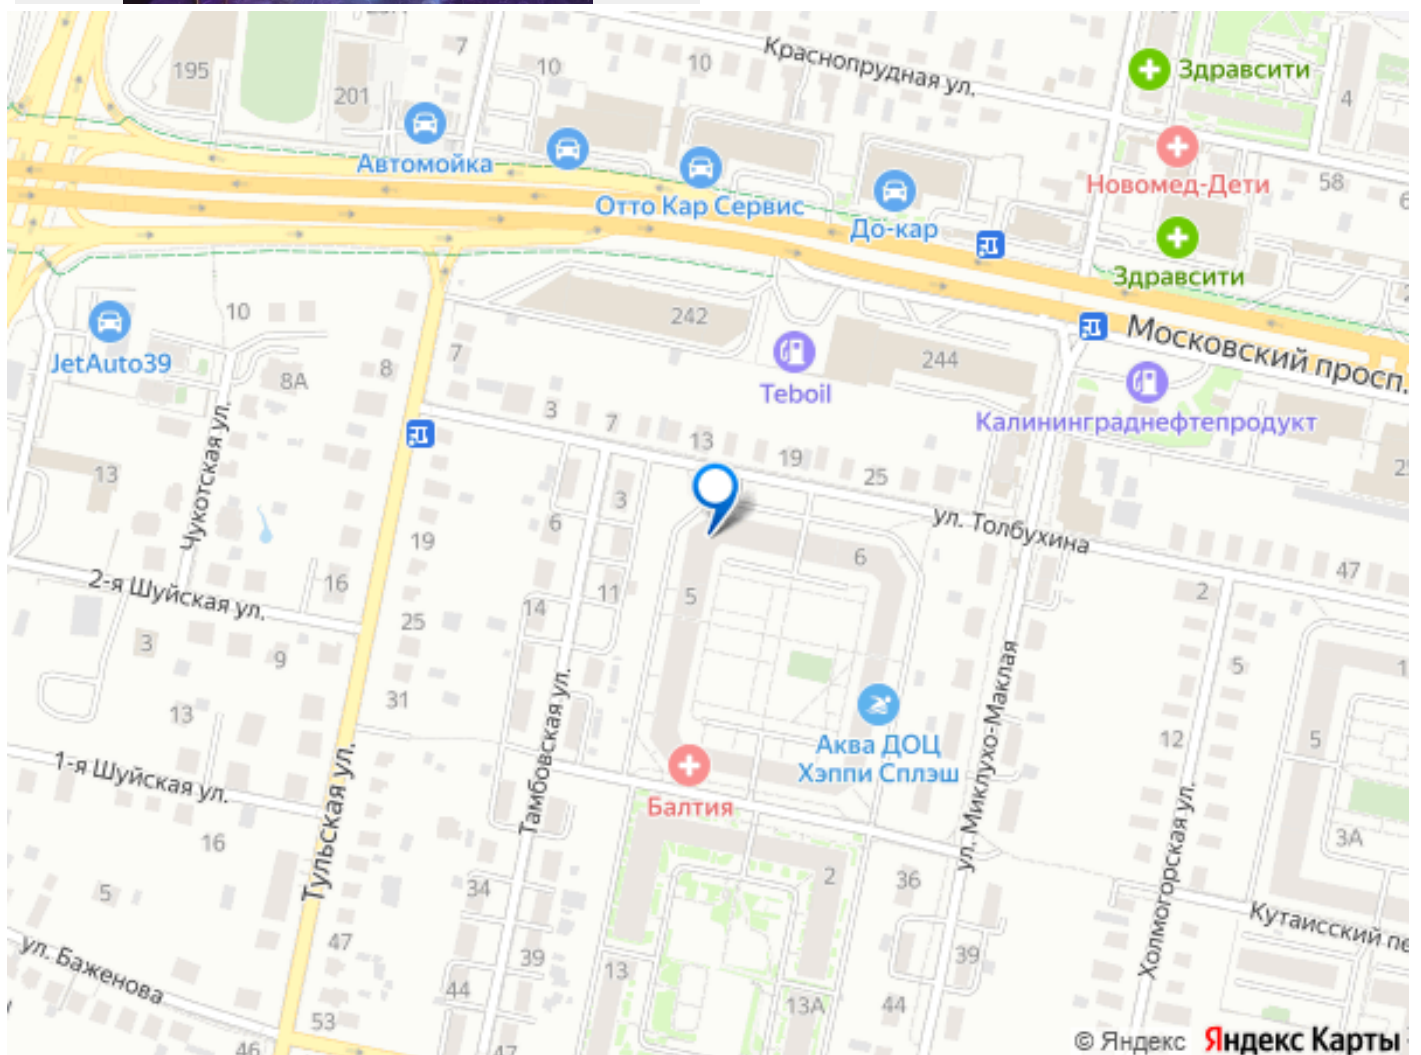 7
195
10
10
Краснопрудная ул.
Здравсити
201
4
Автомойка
Новомед-Дети
58
Отто Кар Сервис
До-кар
Здравсити
10
242
Московский просп.
JetAuto39
8А
8
7
244
Teboil
Калининграднефтепродукт
3
7
13
19
25
13
Чукотская ул.
3
6
ул. Толбухина
19
6
47
2-я Шуйская ул.
16
5
11
14
2
25
3
9
5
31
13
ул. Миклухо-Маклая
12
5
Аква ДОЦ
Хэппи Сплэш
1-я Шуйская ул.
Тамбовская ул.
Балтия
Тульская ул.
16
3А
Холмогорская ул.
5
34
2
36
Кутаисский пе
47
ул. Баженова
39
13
39
44
13А
44
53
46
47
© Яндекс Яндекс Карты